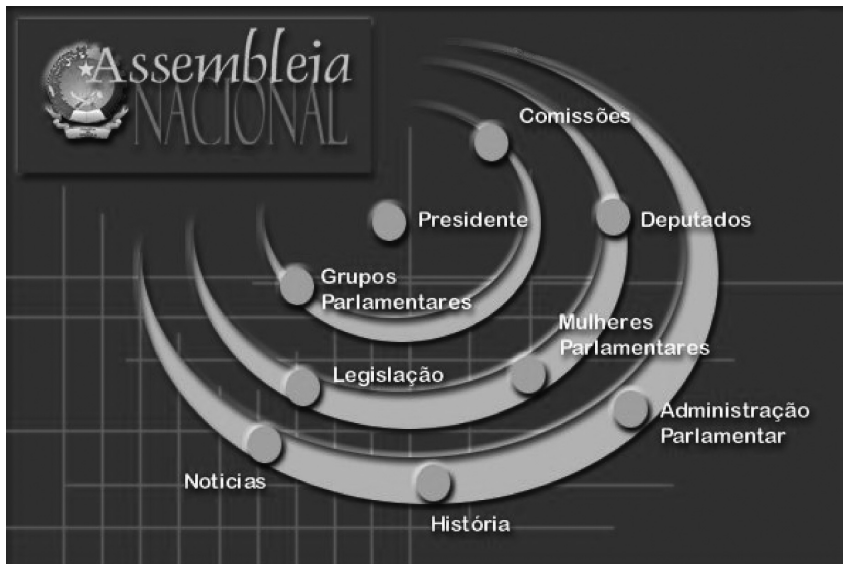 Assembleia
NACIONAL
Comissões
Presidente
Deputados
Grupos
Parlamentares
Mulheres
Parlamentares
Legislação
Administração
Parlamentar
Noticias
História